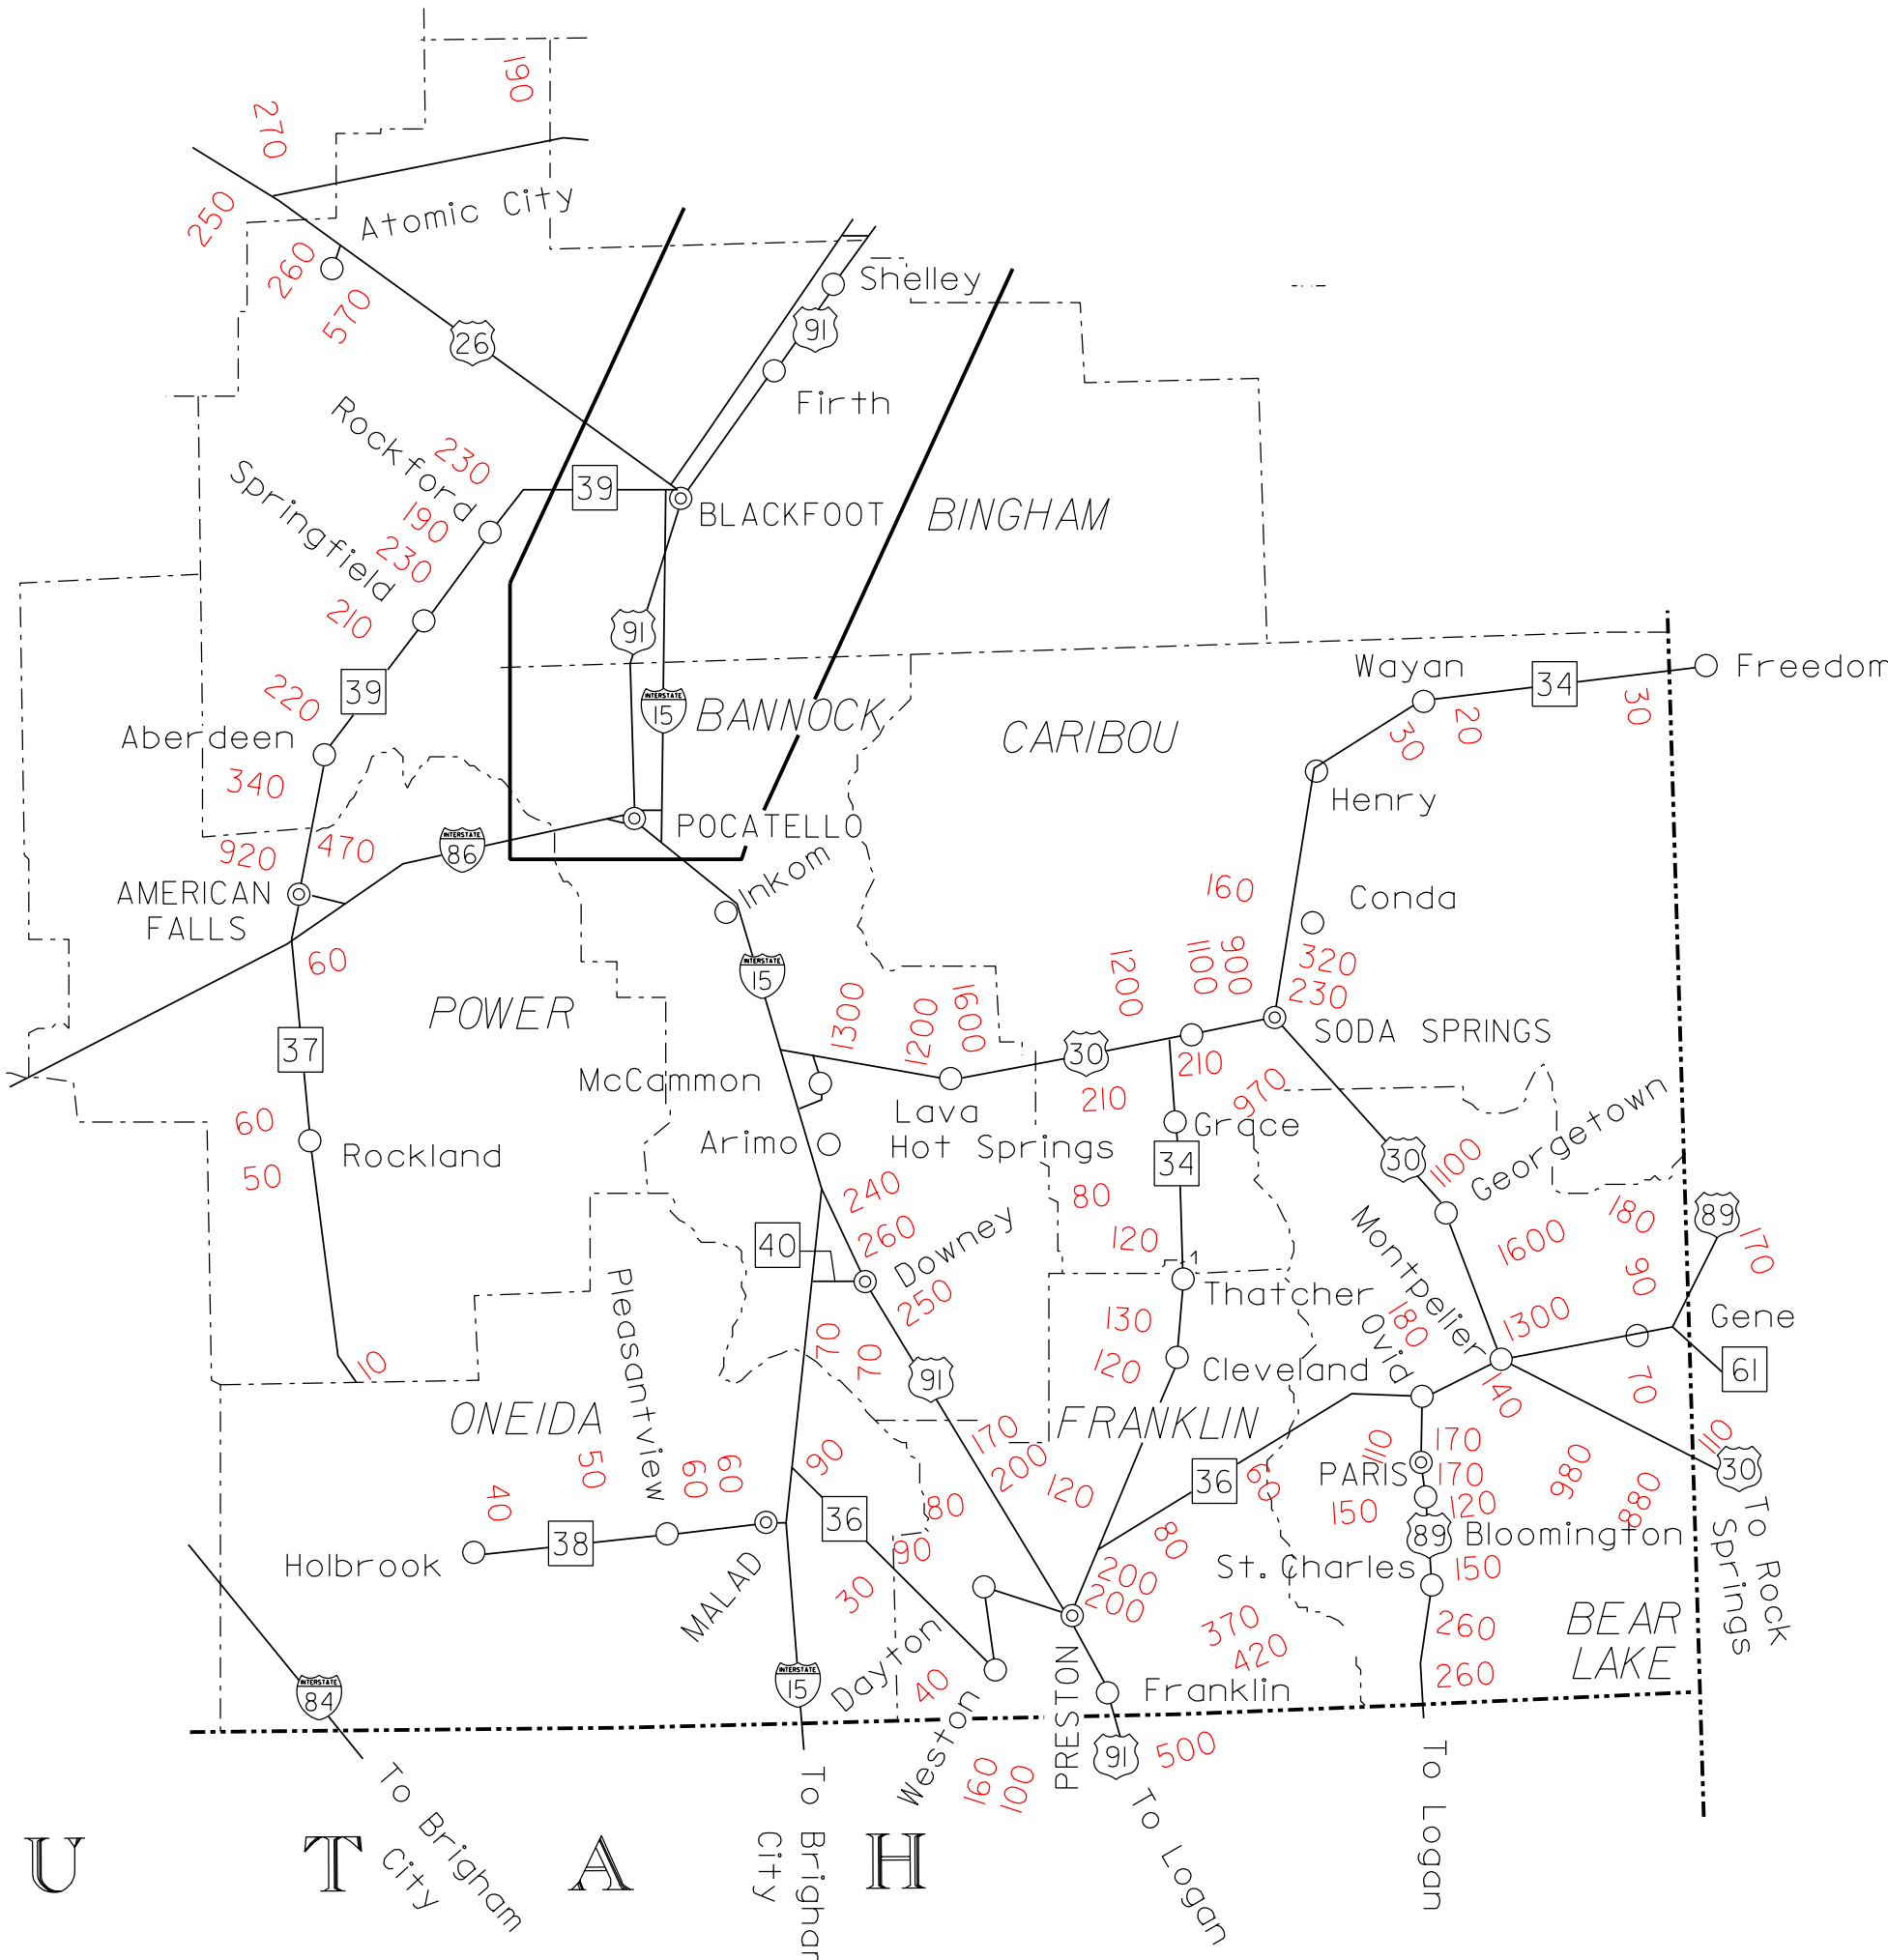 190
270
250
Atomic City
260
570
Shelley
91
26
Firth
Rockford
230
39
Springfield
BLACKFOOT
BINGHAM
190
230
210
91
Wayan
34
Freedom
39
220
INTERSTATE
15
BANNOCK
CARIBOU
30
20
30
Aberdeen
340
Henry
920
470
INTERSTATE
86
POCATELLO
Inkom
AMERICAN
FALLS
160
Conda
60
INTERSTATE
15
1200
1100
900
320
230
POWER
1300
1200
1600
SODA SPRINGS
37
30
210
McCammon
210
970
Georgetown
60
Lava
Hot Springs
Grace
Rockland
Arimo
34
30
1100
50
240
80
180
89
170
260
Downey
120
Montpelier
1600
40
90
Pleasantview
250
Thatcher
130
Ovid
180
1300
Gene
70
70
120
Cleveland
61
10
91
140
70
ONEIDA
170
FRANKLIN
110
170
110
50
60
60
90
200
120
36
60
PARIS
170
980
880
30
40
80
150
120
To Rock
Springs
38
36
90
80
89
Bloomington
Holbrook
MALAD
30
200
200
St. Charles
150
370
420
260
BEAR
LAKE
INTERSTATE
84
INTERSTATE
15
Dayton
40
Weston
PRESTON
Franklin
260
160
100
91
500
To Brigham
City
To Brigham
City
To Logan
To Logan
U T A H